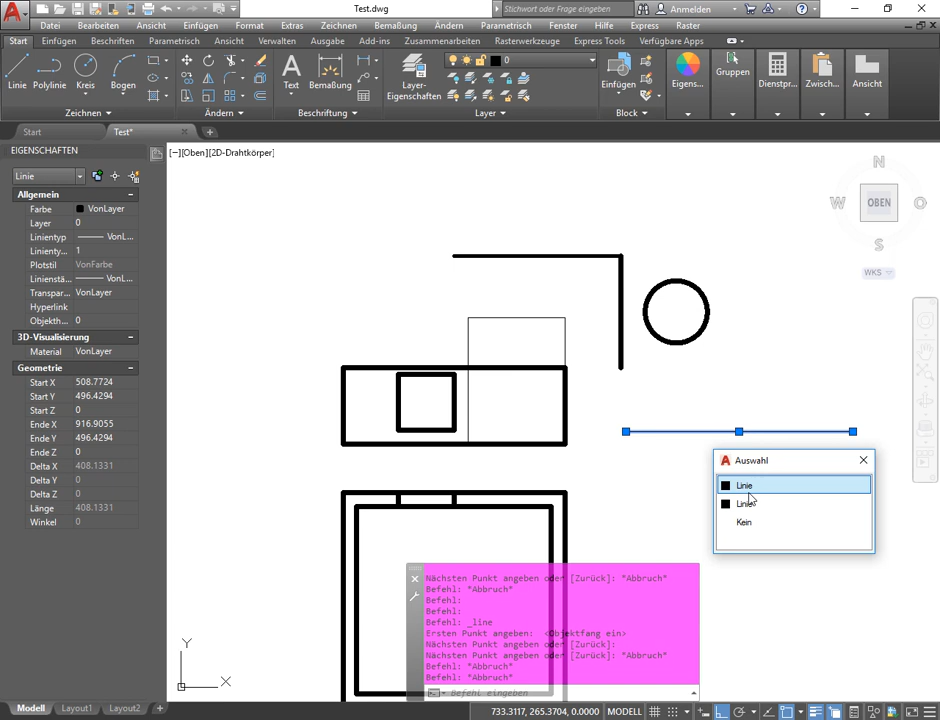 Test.dwg
Stichwort oder Frage eingeben
Anmelden
Datei Bearbeiten Ansicht Einfügen Format Extras Zeichnen Bemaßung Ändern Parametrisch Fenster Hilfe Express Raster
Start Einfügen Beschriften Parametrisch Ansicht Verwalten Ausgabe Add-ins Zusammenarbeiten Rasterwerkzeuge Express Tools Verfügbare Apps
Linie Polylinie Kreis Bogen
Text Bemaßung
Layer-
Eigenschaften
0
Einfügen
Eigens...
Gruppen
Dienstpr...
Zwisch...
Ansicht
Zeichnen Ändern Beschriftung Layer Block
Start Test* +
EIGENSCHAFTEN
[−][Oben][2D-Drahtkörper]
Linie
Allgemein
Farbe VonLayer
Layer 0
Linientyp VonL...
Linienty... 1
Plotstil VonFarbe
Linienstä... VonL...
Transpar... VonLayer
Hyperlink
Objekth... 0
3D-Visualisierung
Material VonLayer
Geometrie
Start X 508.7724
Start Y 496.4294
Start Z 0
Ende X 916.9055
Ende Y 496.4294
Ende Z 0
Delta X 408.1331
Delta Y 0
Delta Z 0
Länge 408.1331
Winkel 0
N
W OBEN O
S
WKS
A Auswahl
Linie
Linie
Kein
Nächsten Punkt angeben oder [Zurück]: *Abbruch*
Befehl: *Abbruch*
Befehl:
Befehl:
Befehl: _line
Ersten Punkt angeben: <Objektfang ein>
Nächsten Punkt angeben oder [Zurück]:
Nächsten Punkt angeben oder [Zurück]: *Abbruch*
Befehl: *Abbruch*
Befehl: *Abbruch*
Befehl eingeben
Y
X
Modell Layout1 Layout2 +
733.3117, 265.3704, 0.0000 MODELL